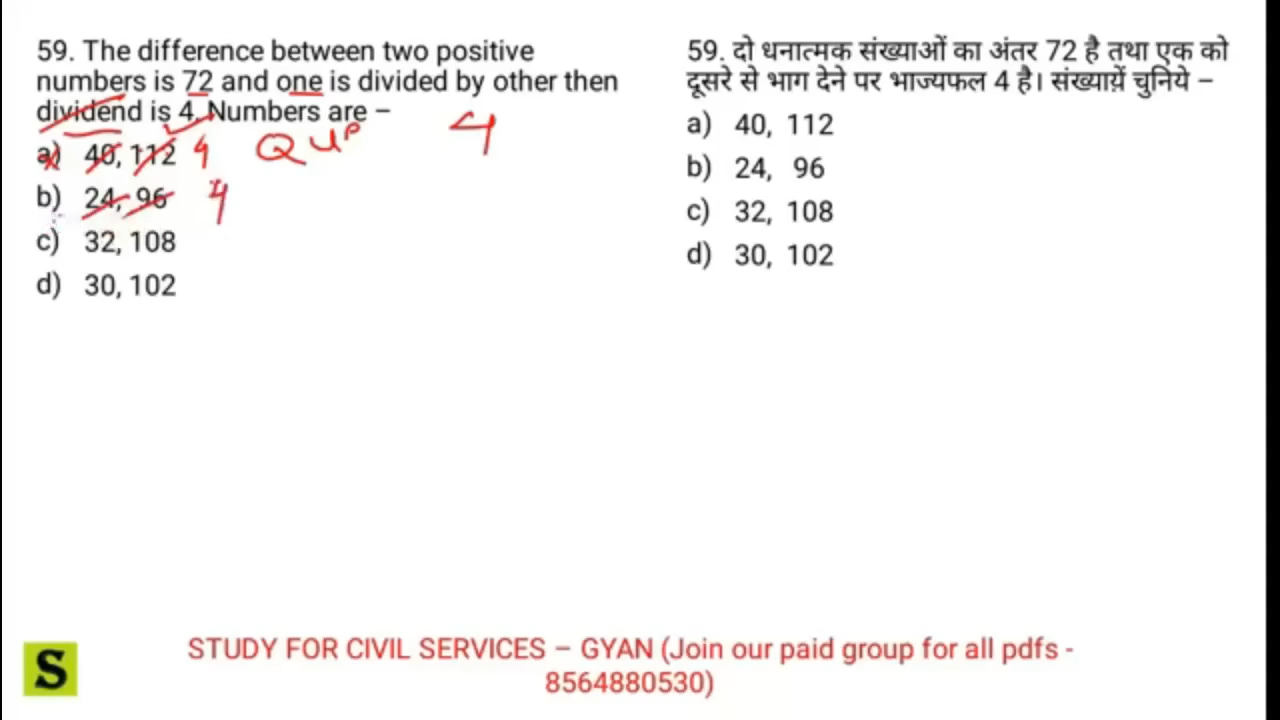 59. The difference between two positive
numbers is 72 and one is divided by other then
dividend is 4. Numbers are –
a) 40, 112 4
b) 24, 96 4
c) 32, 108
d) 30, 102
4
59. दो धनात्मक संख्याओं का अंतर 72 है तथा एक को
दूसरे से भाग देने पर भाज्यफल 4 है। संख्यायें चुनिये –
a) 40, 112
b) 24, 96
c) 32, 108
d) 30, 102
S
STUDY FOR CIVIL SERVICES – GYAN (Join our paid group for all pdfs -
8564880530)